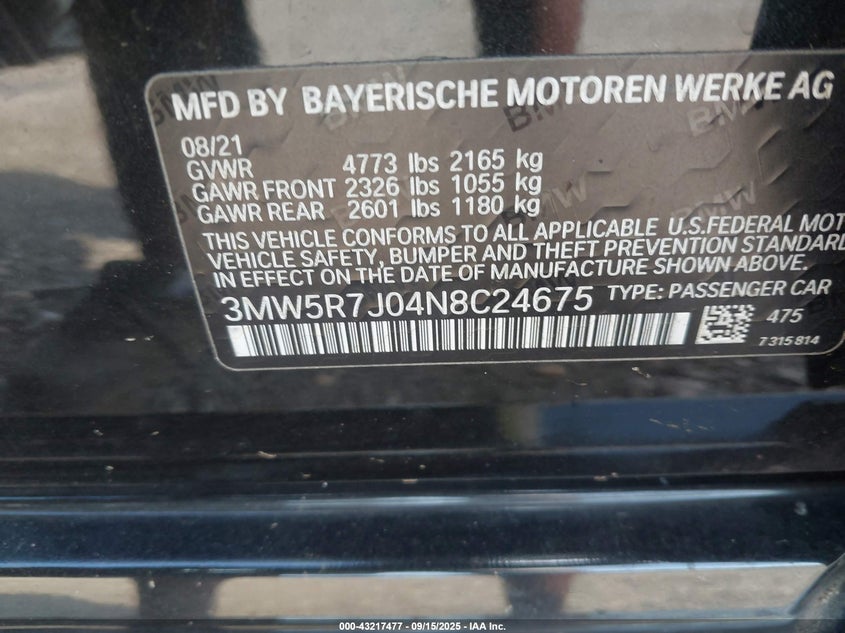 MFD BY BAYERISCHE MOTOREN WERKE AG
08/21
GVWR 4773 lbs 2165 kg
GAWR FRONT 2326 lbs 1055 kg
GAWR REAR 2601 lbs 1180 kg
THIS VEHICLE CONFORMS TO ALL APPLICABLE U.S.FEDERAL MOT
VEHICLE SAFETY, BUMPER AND THEFT PREVENTION STANDARD
IN EFFECT ON THE DATE OF MANUFACTURE SHOWN ABOVE.
3MW5R7J04N8C24675 TYPE: PASSENGER CAR
475
7315814
000-43217477 - 09/15/2025 - IAA Inc.